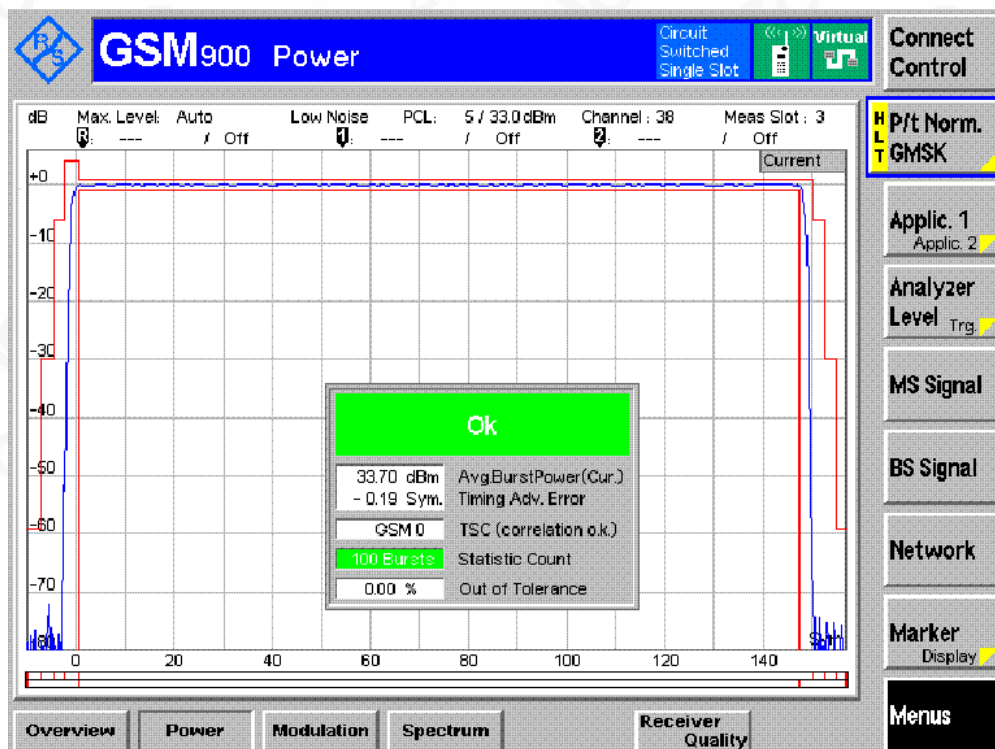 R/S
GSM900 Power
Circuit
Switched
Single Slot
Virtual
Connect
Control
dB Max. Level: Auto Low Noise PCL: 5 / 33.0 dBm Channel : 38 Meas Slot : 3
R: --- / Off 1: --- / Off 2: --- / Off
Current
HLT
P/t Norm.
GMSK
Applic. 1
Applic. 2
Analyzer
Level Trg.
MS Signal
BS Signal
Network
Marker
Display
Menus
+0
-10
-20
-30
-40
-50
-60
-70
Ok
33.70 dBm Avg.BurstPower(Cur.)
- 0.19 Sym. Timing Adv. Error
GSM 0 TSC (correlation o.k.)
100 Bursts Statistic Count
0.00 % Out of Tolerance
0 20 40 60 80 100 120 140
Overview Power Modulation Spectrum Receiver
Quality